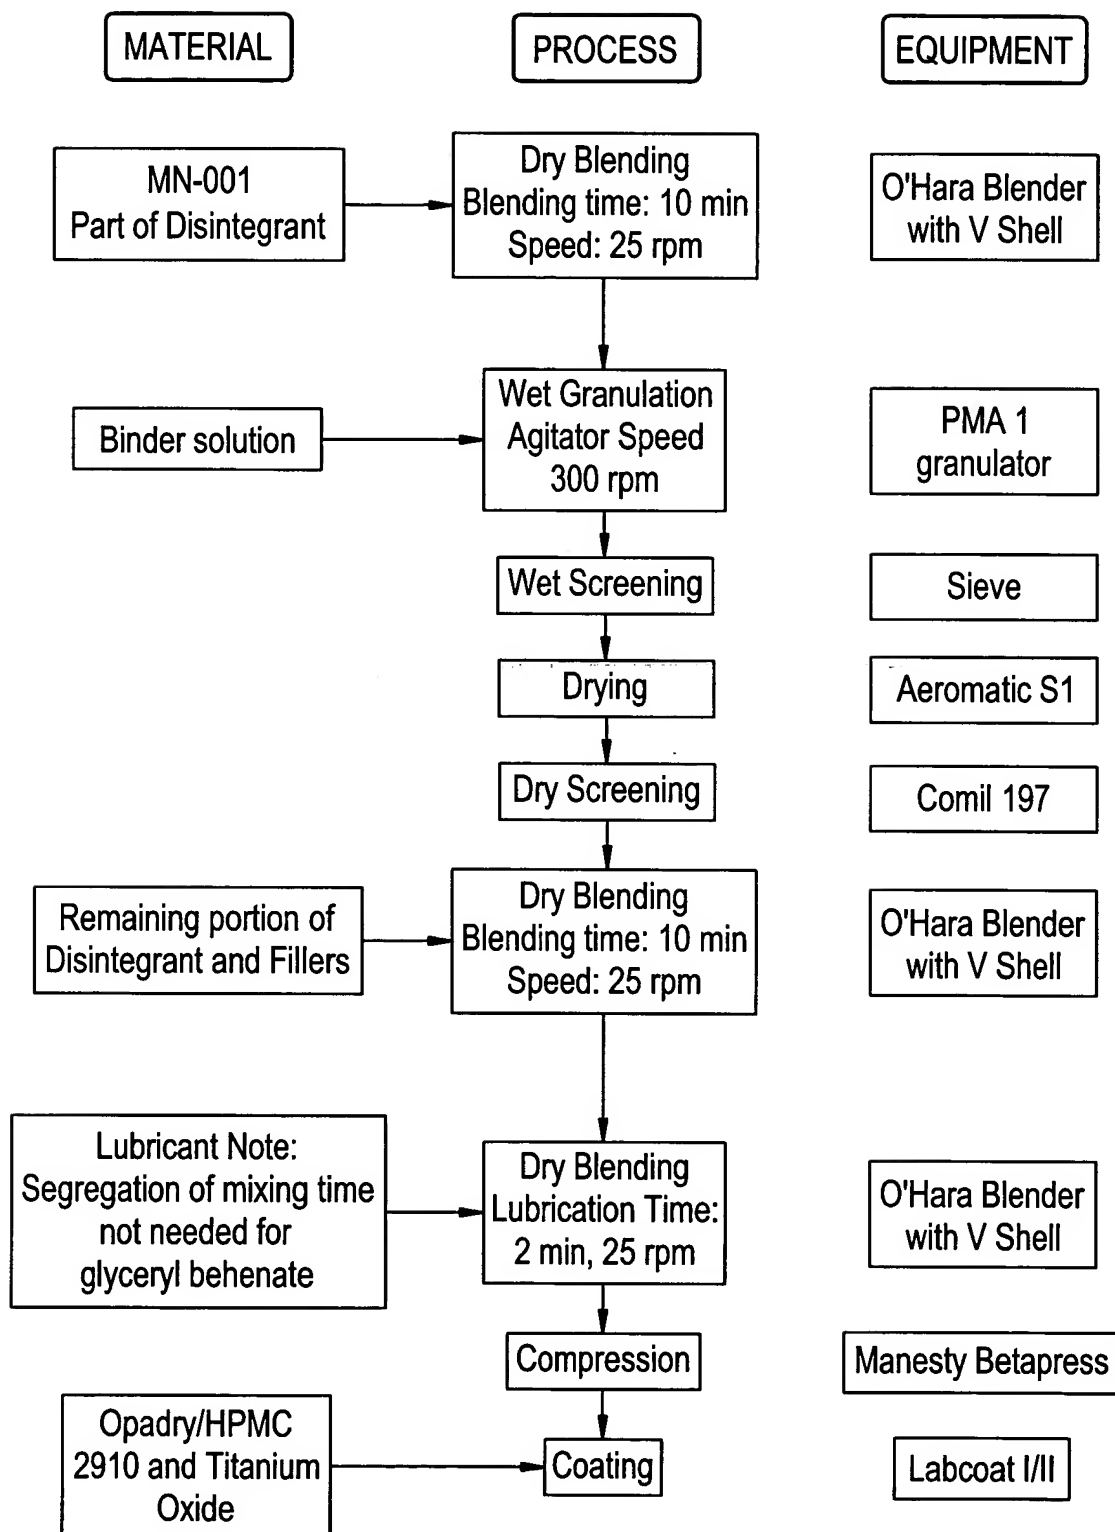 MATERIAL
PROCESS
EQUIPMENT
MN-001
Part of Disintegrant
Dry Blending
Blending time: 10 min
Speed: 25 rpm
O'Hara Blender
with V Shell
Binder solution
Wet Granulation
Agitator Speed
300 rpm
PMA 1
granulator
Wet Screening
Sieve
Drying
Aeromatic S1
Dry Screening
Comil 197
Remaining portion of
Disintegrant and Fillers
Dry Blending
Blending time: 10 min
Speed: 25 rpm
O'Hara Blender
with V Shell
Lubricant Note:
Segregation of mixing time
not needed for
glyceryl behenate
Dry Blending
Lubrication Time:
2 min, 25 rpm
O'Hara Blender
with V Shell
Compression
Manesty Betapress
Opadry/HPMC
2910 and Titanium
Oxide
Coating
Labcoat I/II